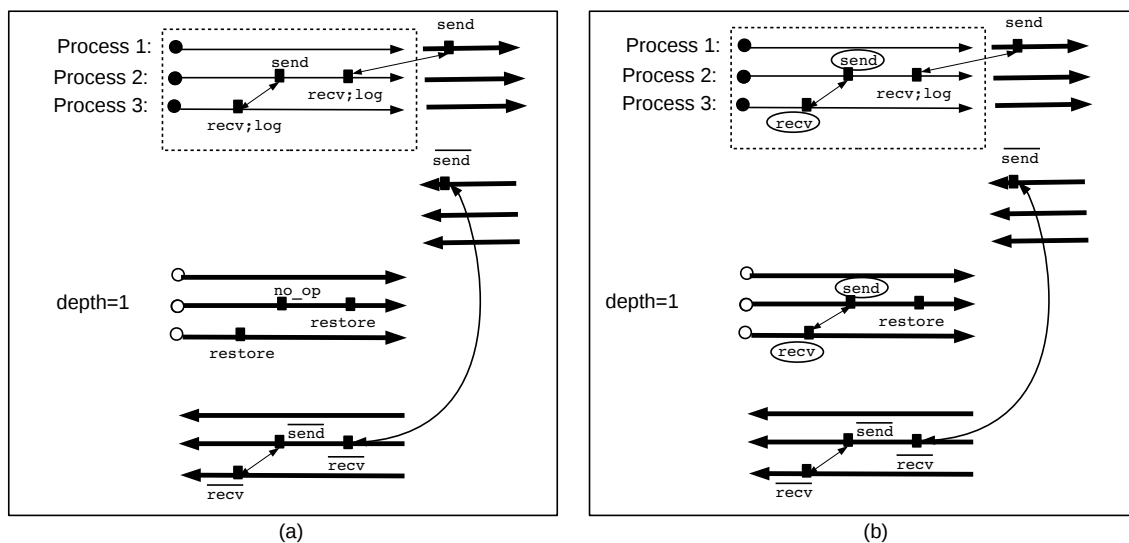 send
Process 1:
send
Process 2:
recv;log
Process 3:
recv;log
send
no_op
depth=1
restore
restore
send
recv
recv
(a)
send
Process 1:
send
Process 2:
recv;log
Process 3:
recv
send
send
depth=1
restore
recv
send
recv
recv
(b)